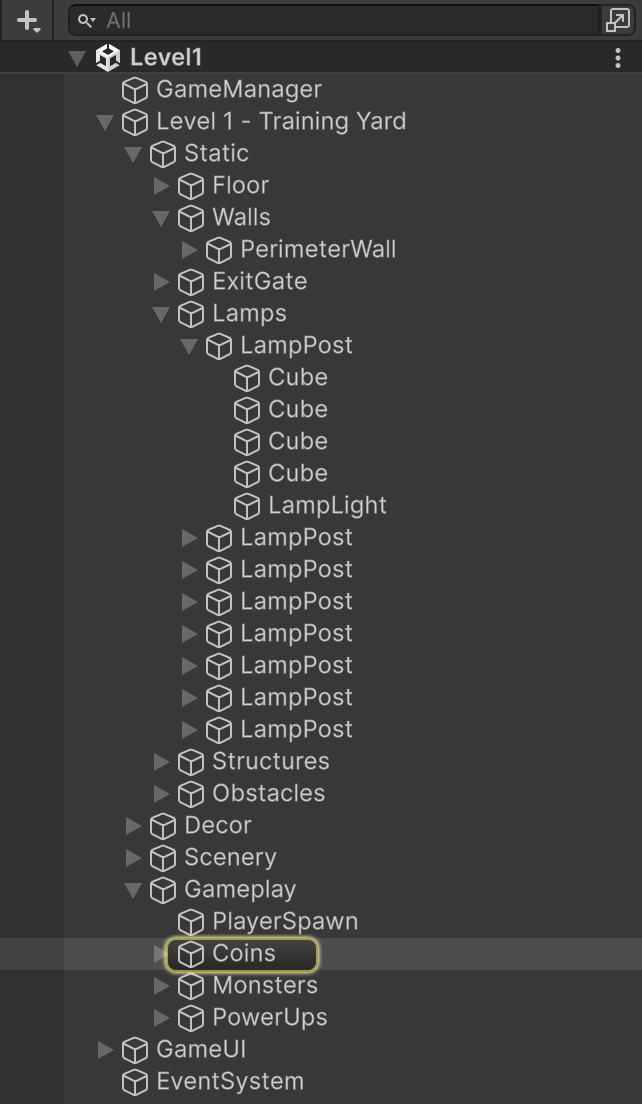 All
Level1
GameManager
Level 1 - Training Yard
Static
Floor
Walls
PerimeterWall
ExitGate
Lamps
LampPost
Cube
Cube
Cube
Cube
LampLight
LampPost
LampPost
LampPost
LampPost
LampPost
LampPost
LampPost
Structures
Obstacles
Decor
Scenery
Gameplay
PlayerSpawn
Coins
Monsters
PowerUps
GameUI
EventSystem